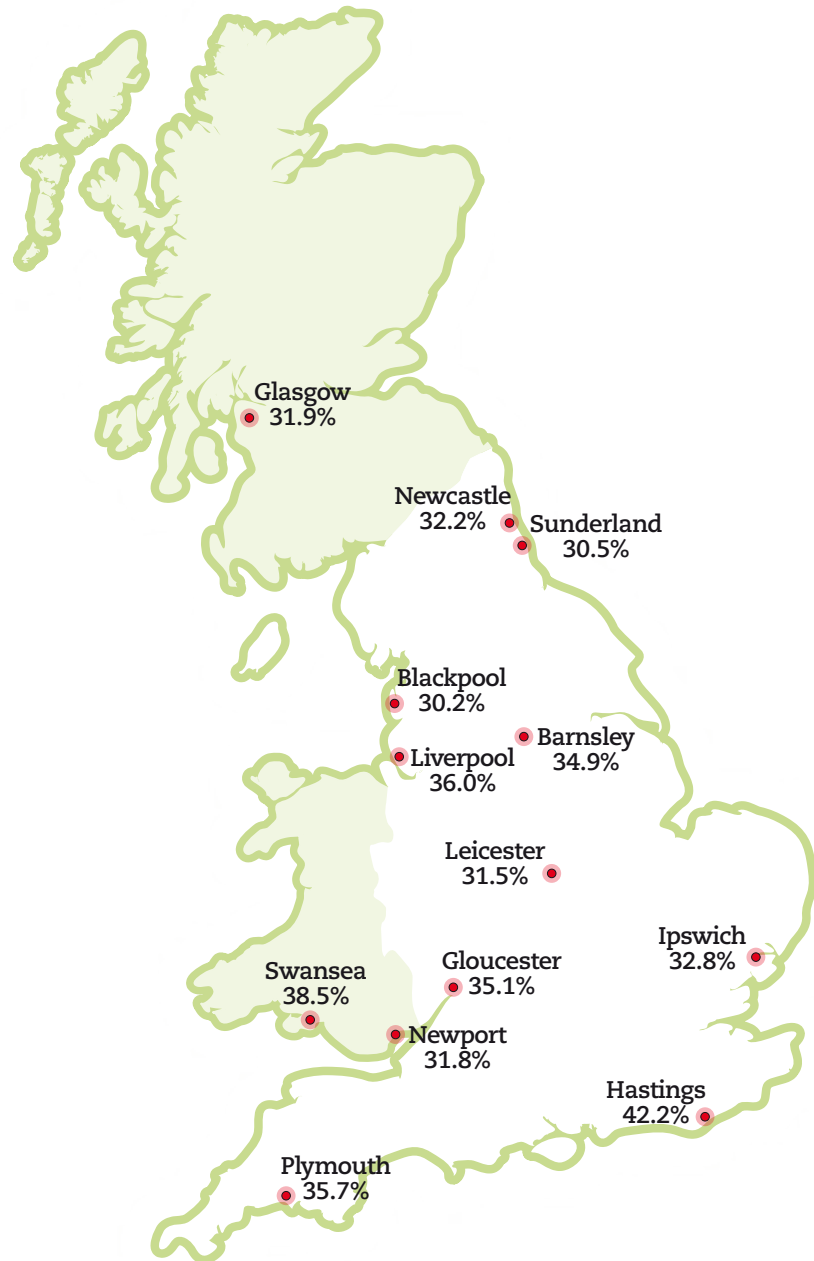 Glasgow
31.9%
Newcastle
32.2%
Sunderland
30.5%
Blackpool
30.2%
Barnsley
34.9%
Liverpool
36.0%
Leicester
31.5%
Ipswich
32.8%
Gloucester
35.1%
Swansea
38.5%
Newport
31.8%
Hastings
42.2%
Plymouth
35.7%